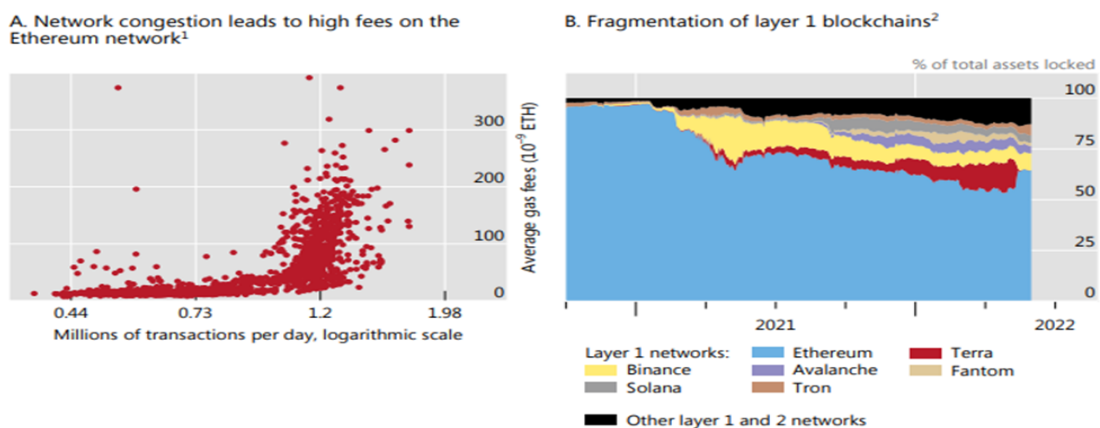 A. Network congestion leads to high fees on the
Ethereum network¹
300
200
100
0
Average gas fees (10⁻⁹ ETH)
0.44 0.73 1.2 1.98
Millions of transactions per day, logarithmic scale
B. Fragmentation of layer 1 blockchains²
% of total assets locked
100
75
50
25
0
2021 2022
Layer 1 networks:
Ethereum
Terra
Binance
Avalanche
Fantom
Solana
Tron
Other layer 1 and 2 networks